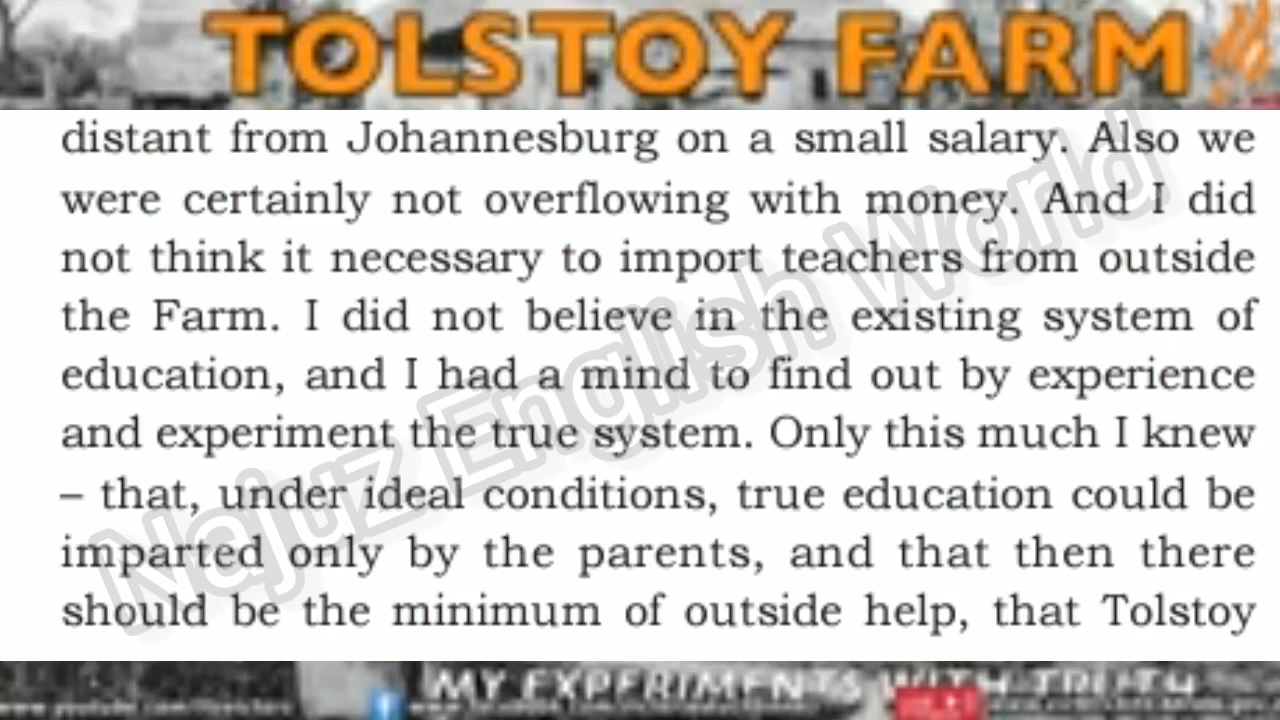 TOLSTOY FARM
distant from Johannesburg on a small salary. Also we
were certainly not overflowing with money. And I did
not think it necessary to import teachers from outside
the Farm. I did not believe in the existing system of
education, and I had a mind to find out by experience
and experiment the true system. Only this much I knew
– that, under ideal conditions, true education could be
imparted only by the parents, and that then there
should be the minimum of outside help, that Tolstoy
Najuz English World
MY EXPERIMENTS WITH TRUTH